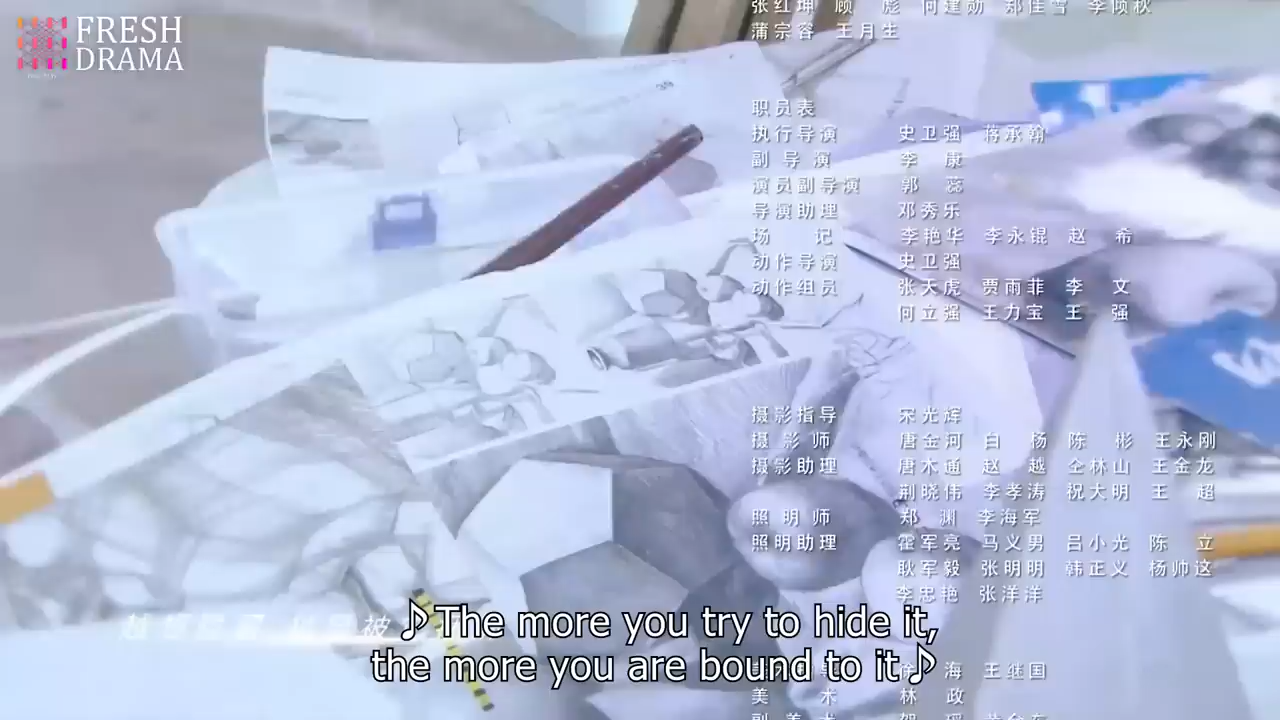 FRESH
DRAMA
张红坤 顾 彪 何建勋 郑佳雪 李倾秋
蒲宗容 王月生
职员表
执行导演 史卫强 蒋承翰
副导演 李 康
演员副导演 郭 蕊
导演助理 邓秀乐
场 记 李艳华 李永锟 赵 希
动作导演 史卫强
动作组员 张天虎 贾雨菲 李 文
何立强 王力宝 王 强
摄影指导 宋光辉
摄影师 唐金河 白 杨 陈 彬 王永刚
摄影助理 唐木通 赵 越 仝林山 王金龙
荆晓伟 李孝涛 祝大明 王 超
照明师 郑 渊 李海军
照明助理 霍军亮 马义男 吕小光 陈 立
耿军毅 张明明 韩正义 杨帅这
李忠艳 张洋洋
♪The more you try to hide it,
the more you are bound to it♪
徐 海 王继国
美 术 林 政
副美术